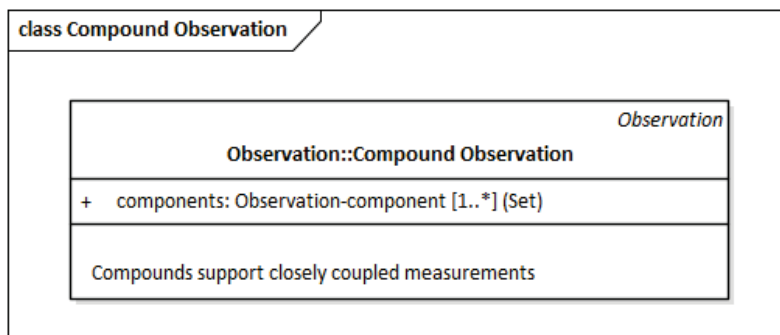 class Compound Observation
Observation
Observation::Compound Observation
+ components: Observation-component [1..*] (Set)
Compounds support closely coupled measurements